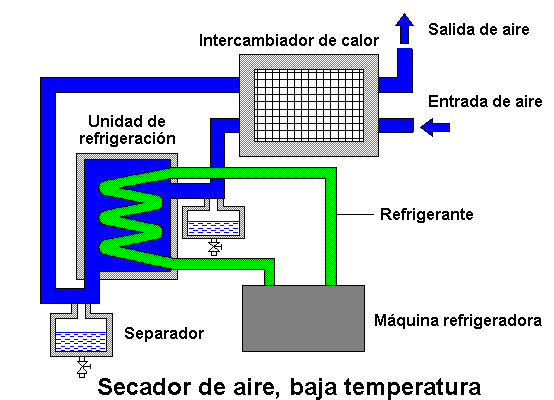 Salida de aire
Intercambiador de calor
Entrada de aire
Unidad de
refrigeración
Refrigerante
Máquina refrigeradora
Separador
Secador de aire, baja temperatura